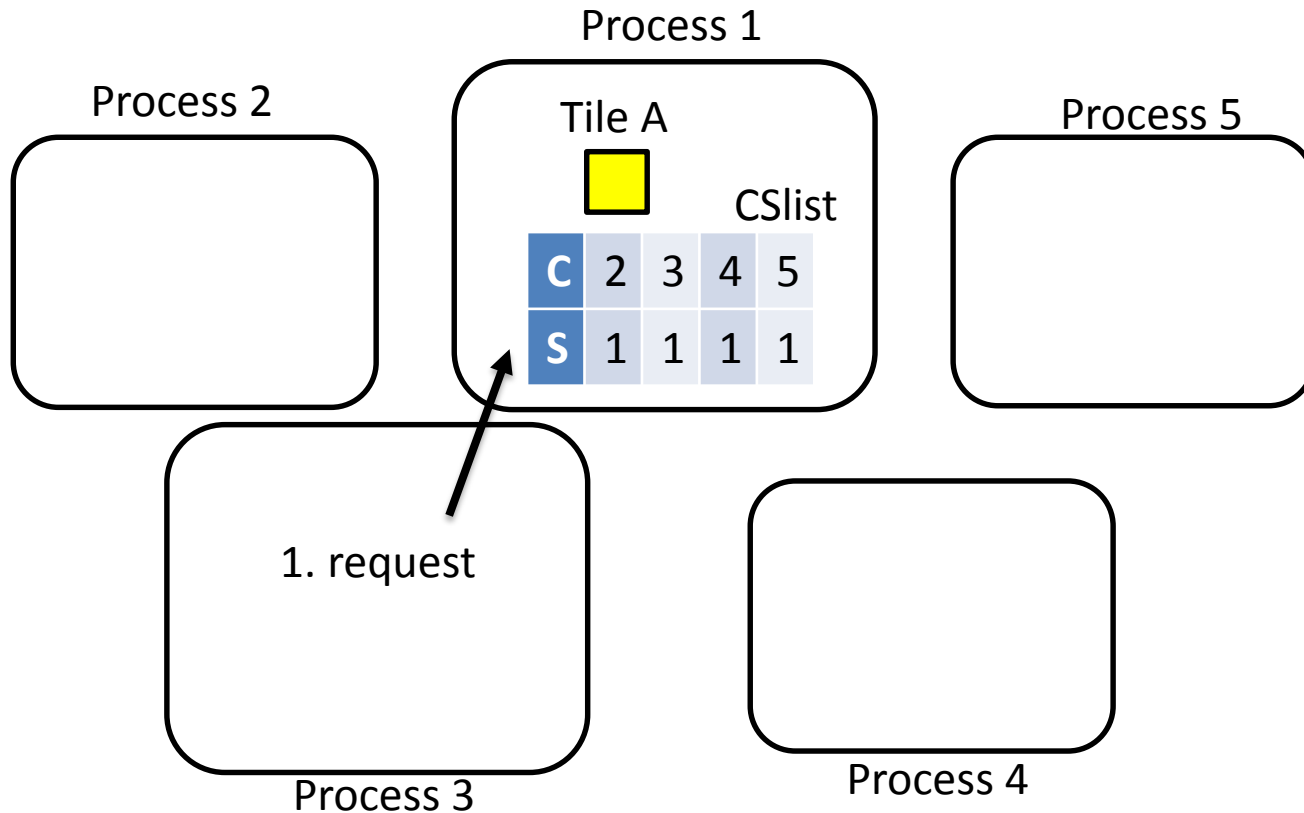 Process 1
Process 2
Process 5
Tile A
CSlist
C 2 3 4 5
S 1 1 1 1
1. request
Process 3
Process 4